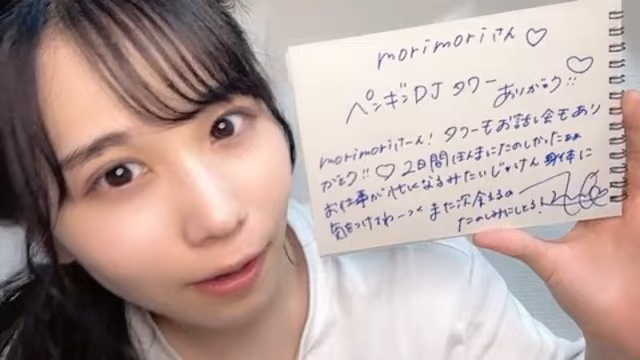 morimoriさん♡
ペンギンDJタワー ありがとう!! ♡
morimoriさーん! タワーもお話し会もあり
がとう!! ♡ 2日間ほんまにたのしかったぁぁ
お仕事が忙しくなるみたいじゃけん 身体に
気をつけてねーっ また次会えるの
たのしみにしとる!